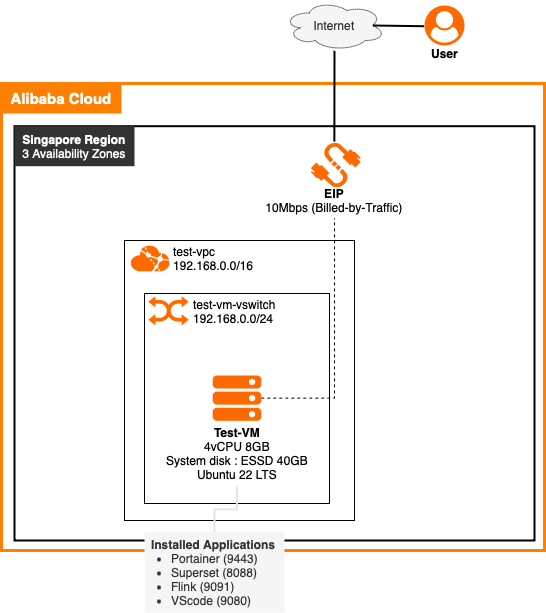 Internet
User
Alibaba Cloud
Singapore Region
3 Availability Zones
EIP
10Mbps (Billed-by-Traffic)
test-vpc
192.168.0.0/16
test-vm-vswitch
192.168.0.0/24
Test-VM
4vCPU 8GB
System disk : ESSD 40GB
Ubuntu 22 LTS
Installed Applications
• Portainer (9443)
• Superset (8088)
• Flink (9091)
• VScode (9080)